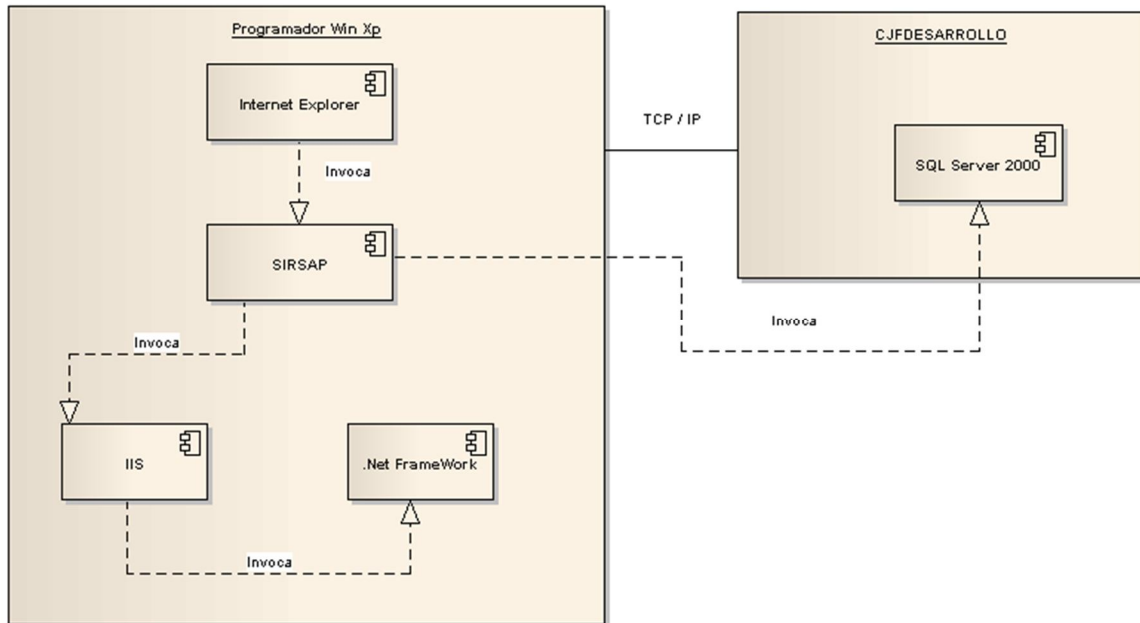 Programador Win Xp
Internet Explorer
Invoca
SIRSAP
Invoca
IIS
.Net FrameWork
Invoca
TCP / IP
CJFDESARROLLO
SQL Server 2000
Invoca